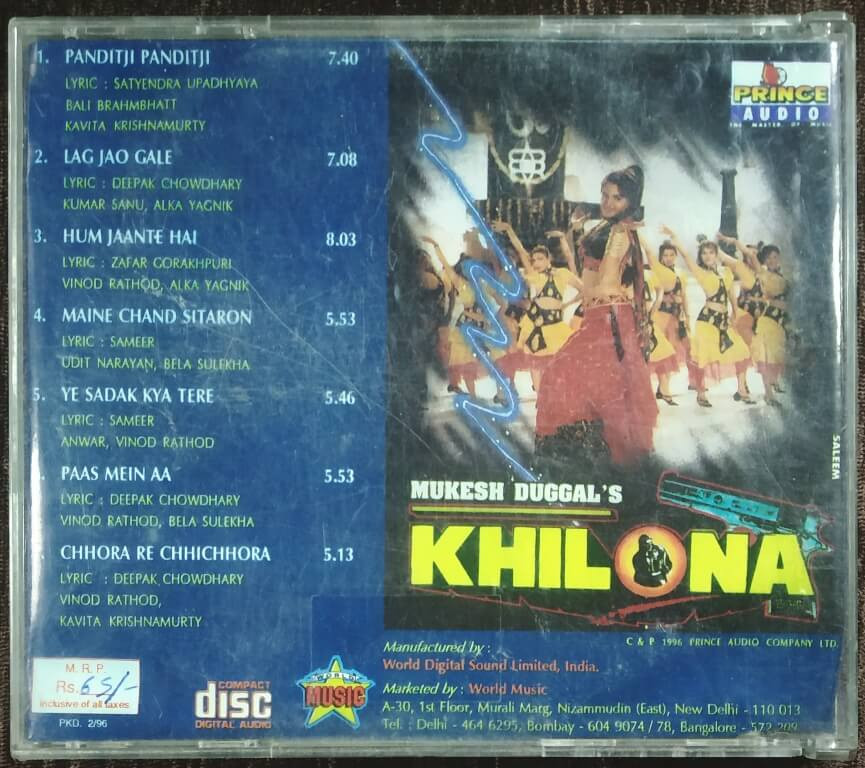 1. PANDITJI PANDITJI 7.40
LYRIC : SATYENDRA UPADHYAYA
BALI BRAHMBHATT
KAVITA KRISHNAMURTY
2. LAG JAO GALE 7.08
LYRIC : DEEPAK CHOWDHARY
KUMAR SANU, ALKA YAGNIK
3. HUM JAANTE HAI 8.03
LYRIC : ZAFAR GORAKHPURI
VINOD RATHOD, ALKA YAGNIK
4. MAINE CHAND SITARON 5.53
LYRIC : SAMEER
UDIT NARAYAN, BELA SULEKHA
5. YE SADAK KYA TERE 5.46
LYRIC : SAMEER
ANWAR, VINOD RATHOD
. PAAS MEIN AA 5.53
LYRIC : DEEPAK CHOWDHARY
VINOD RATHOD, BELA SULEKHA
. CHHORA RE CHHICHHORA 5.13
LYRIC : DEEPAK CHOWDHARY
VINOD RATHOD,
KAVITA KRISHNAMURTY
PRINCE
AUDIO
THE MASTER OF MUSIC
SALEEM
MUKESH DUGGAL'S
KHILONA
C & P 1996 PRINCE AUDIO COMPANY LTD.
M. R. P.
Rs. 65/-
inclusive of all taxes
PKD. 2/96
COMPACT
disc
DIGITAL AUDIO
WORLD
MUSIC
Manufactured by :
World Digital Sound Limited, India.
Marketed by : World Music
A-30, 1st Floor, Murali Marg, Nizammudin (East), New Delhi - 110 013
Tel. : Delhi - 464 6295, Bombay - 604 9074 / 78, Bangalore - 572 209